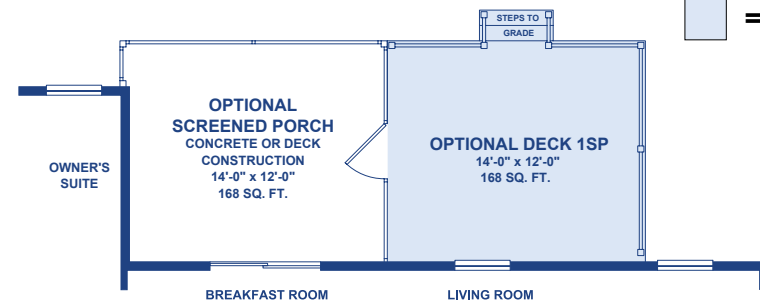 STEPS TO
GRADE
=
OPTIONAL
SCREENED PORCH
CONCRETE OR DECK
CONSTRUCTION
14'-0" x 12'-0"
168 SQ. FT.
OPTIONAL DECK 1SP
14'-0" x 12'-0"
168 SQ. FT.
OWNER'S
SUITE
BREAKFAST ROOM
LIVING ROOM